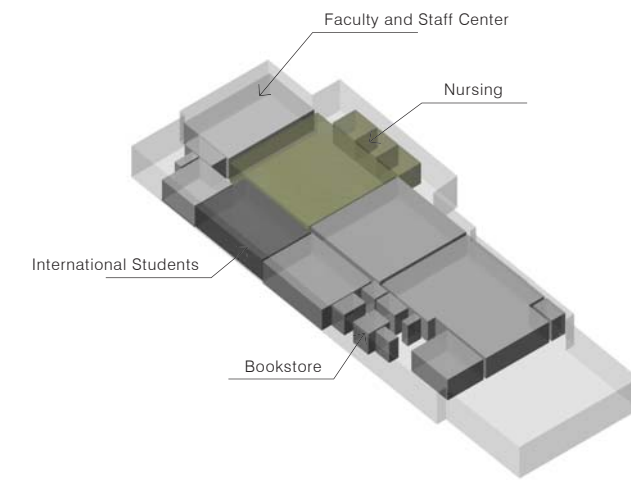 Faculty and Staff Center
Nursing
International Students
Bookstore